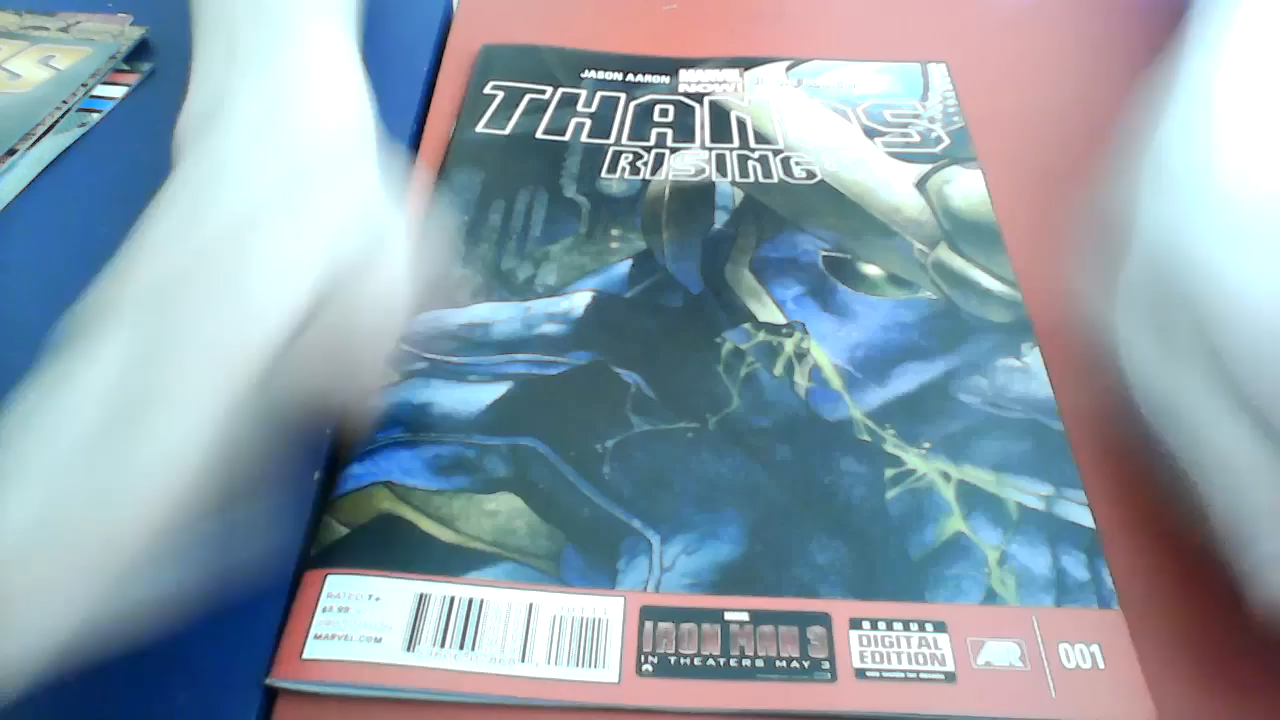 S
JASON AARON MARVEL NOW!
THANOS
RISING
RATED T+
$3.99
MARVEL.COM
MARVEL
IRON MAN 3
IN THEATERS MAY 3
BONUS
DIGITAL
EDITION
AR
001